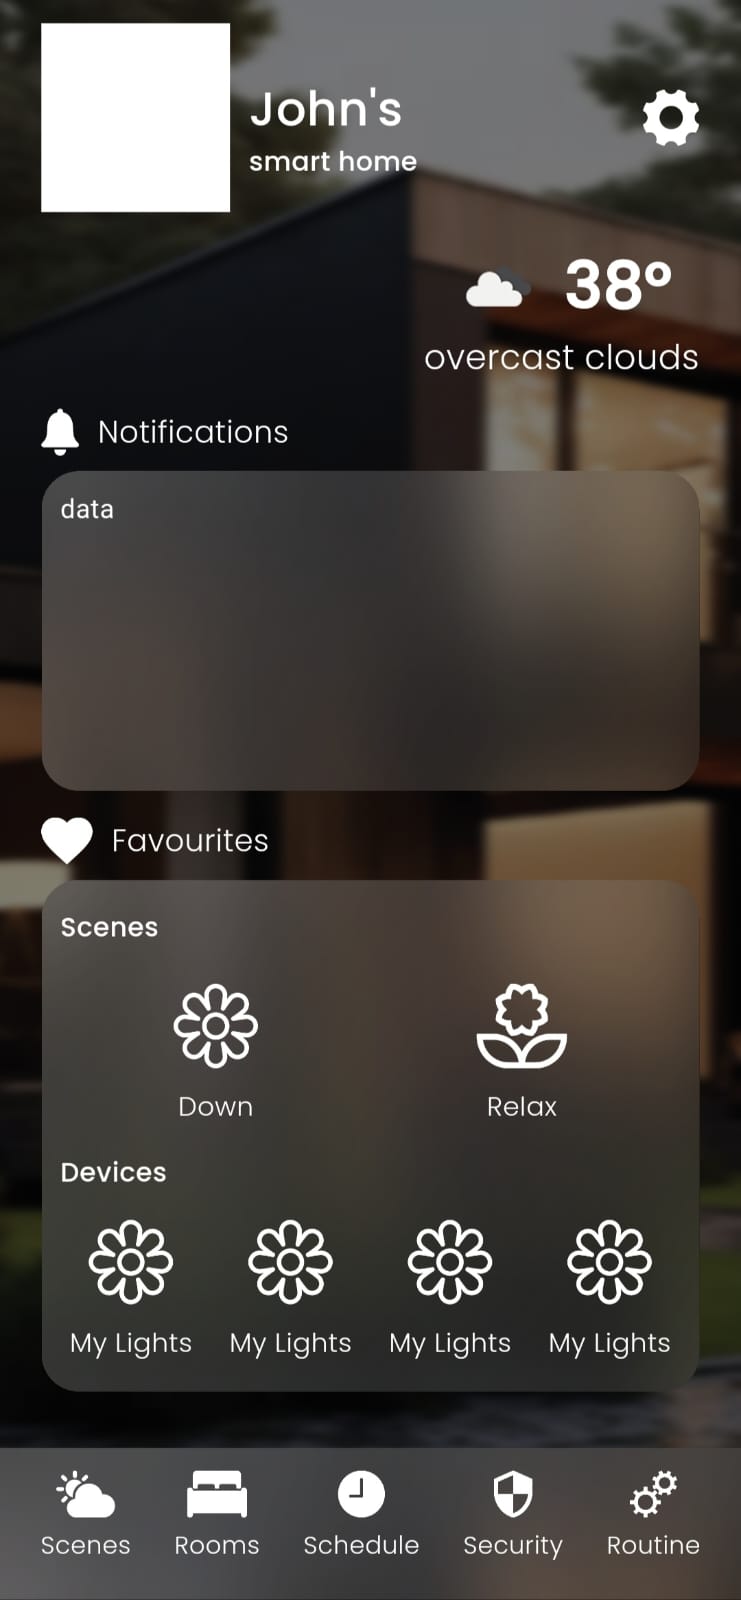 John's
smart home
38°
overcast clouds
Notifications
data
Favourites
Scenes
Down Relax
Devices
My Lights My Lights My Lights My Lights
Scenes Rooms Schedule Security Routine